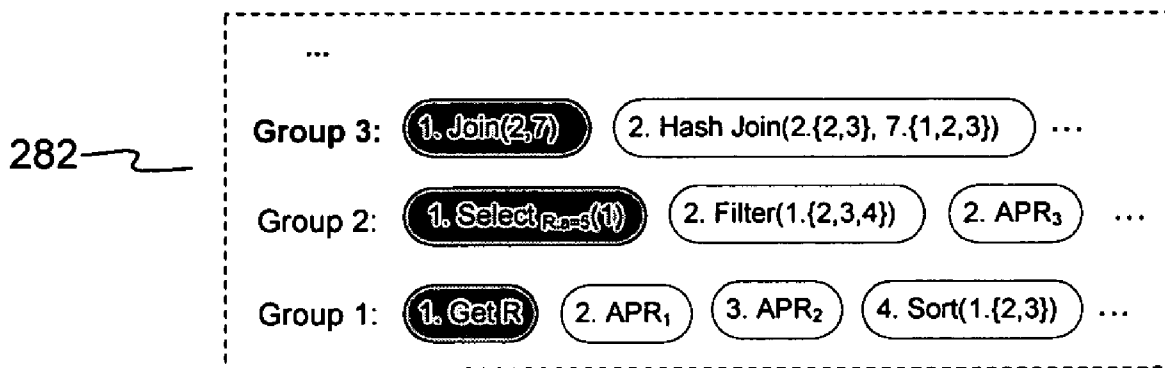 ...
Group 3: 1. Join(2,7) 2. Hash Join(2.{2,3}, 7.{1,2,3}) ...
282
Group 2: 1. Select R.a=5(1) 2. Filter(1.{2,3,4}) 2. APR3 ...
Group 1: 1. Get R 2. APR1 3. APR2 4. Sort(1.{2,3}) ...